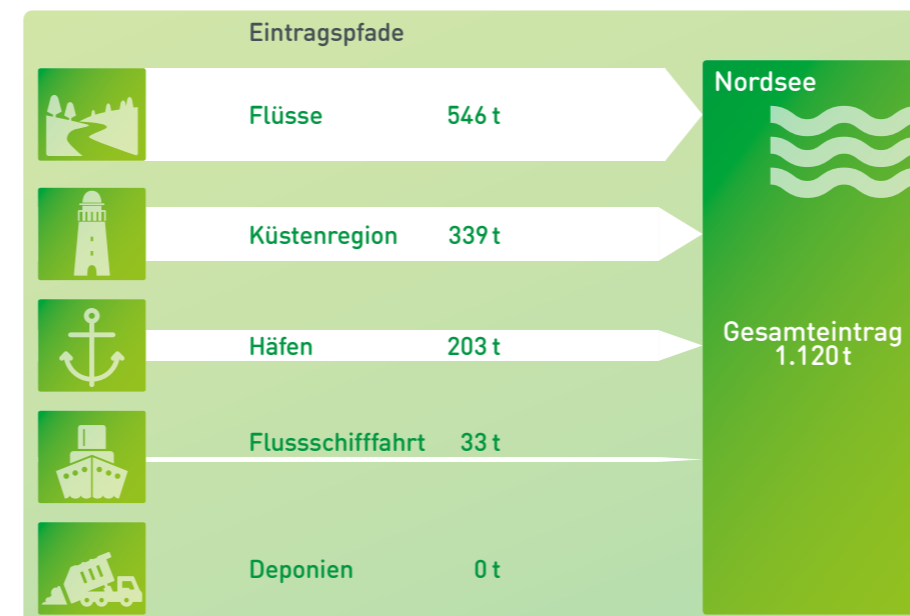 Eintragspfade
Flüsse 546 t
Küstenregion 339 t
Häfen 203 t
Flussschifffahrt 33 t
Deponien 0 t
Nordsee
Gesamteintrag
1.120 t